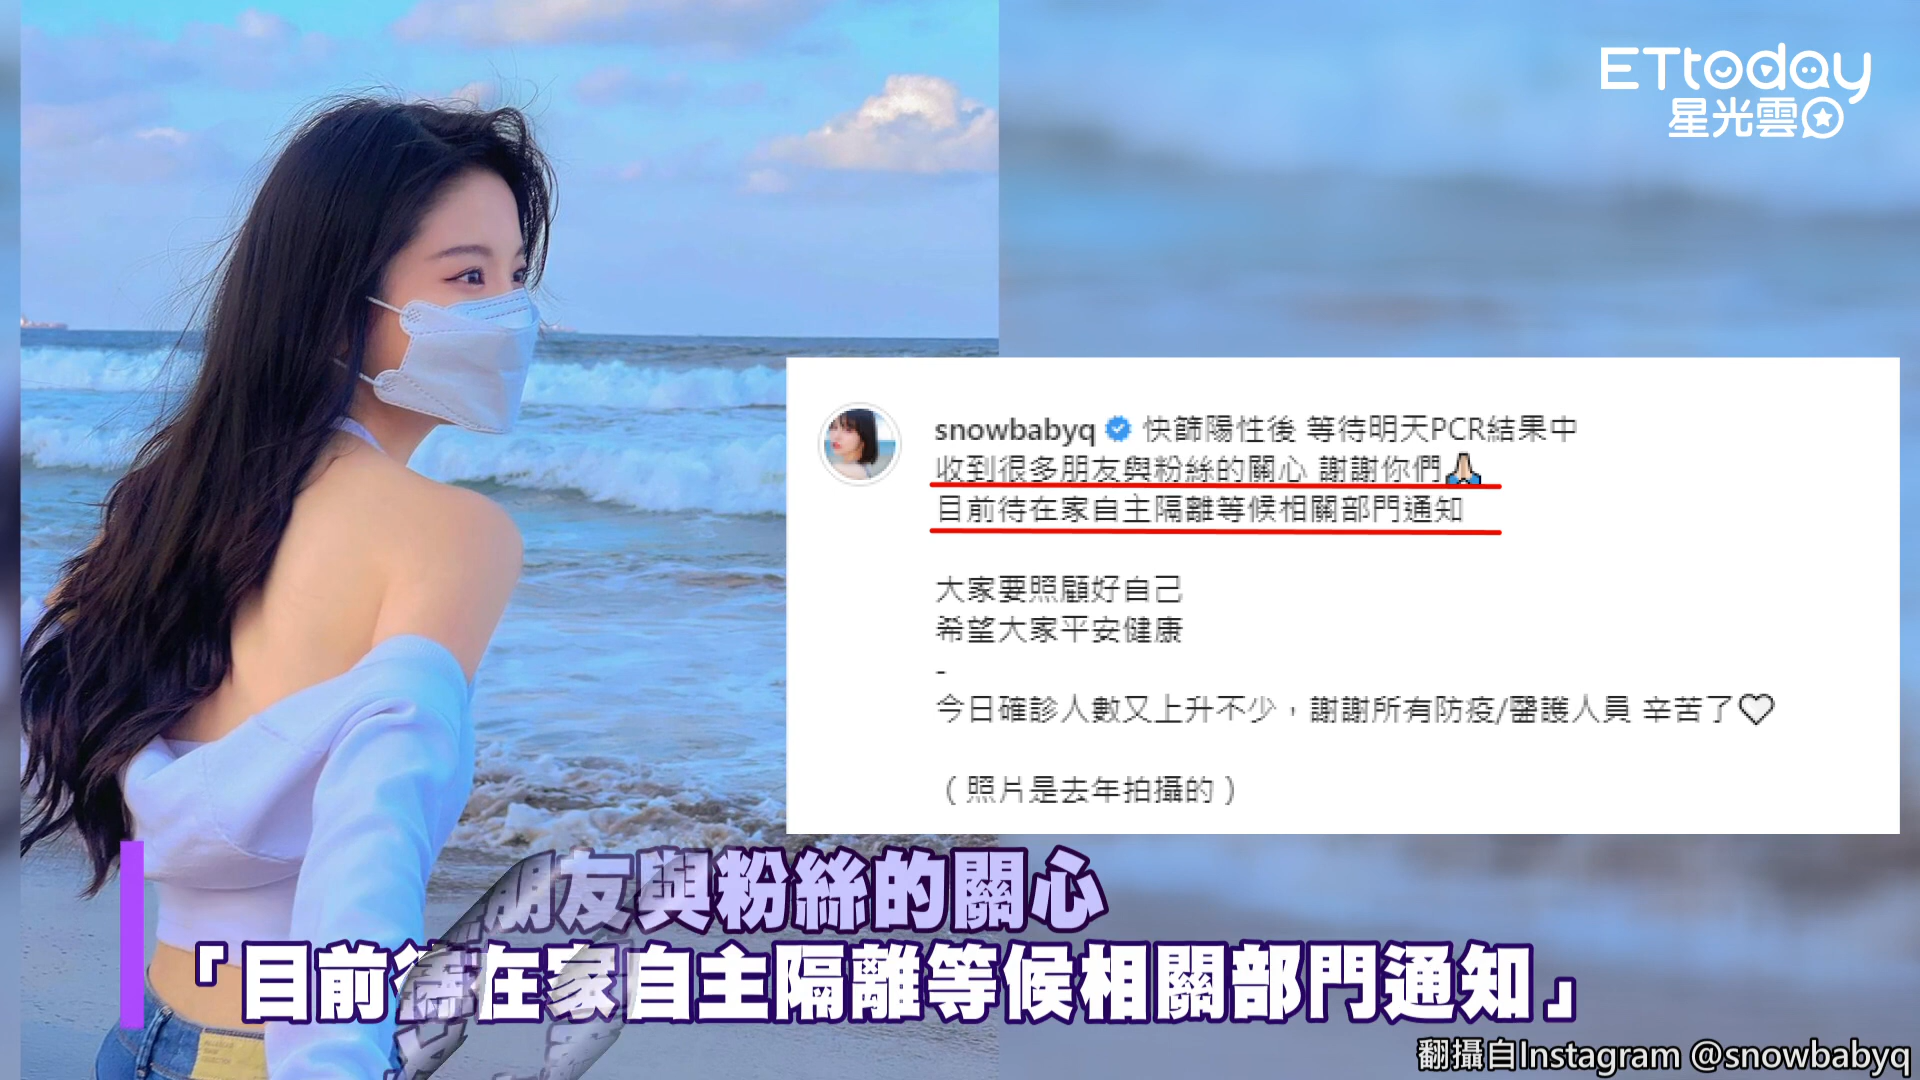 ETtoday
星光雲
snowbabyq 快篩陽性後 等待明天PCR結果中
收到很多朋友與粉絲的關心 謝謝你們🙏🏻
目前待在家自主隔離等候相關部門通知
大家要照顧好自己
希望大家平安健康
-
今日確診人數又上升不少，謝謝所有防疫/醫護人員 辛苦了♡
（照片是去年拍攝的）
朋友與粉絲的關心
「目前待在家自主隔離等候相關部門通知」
翻攝自Instagram @snowbabyq